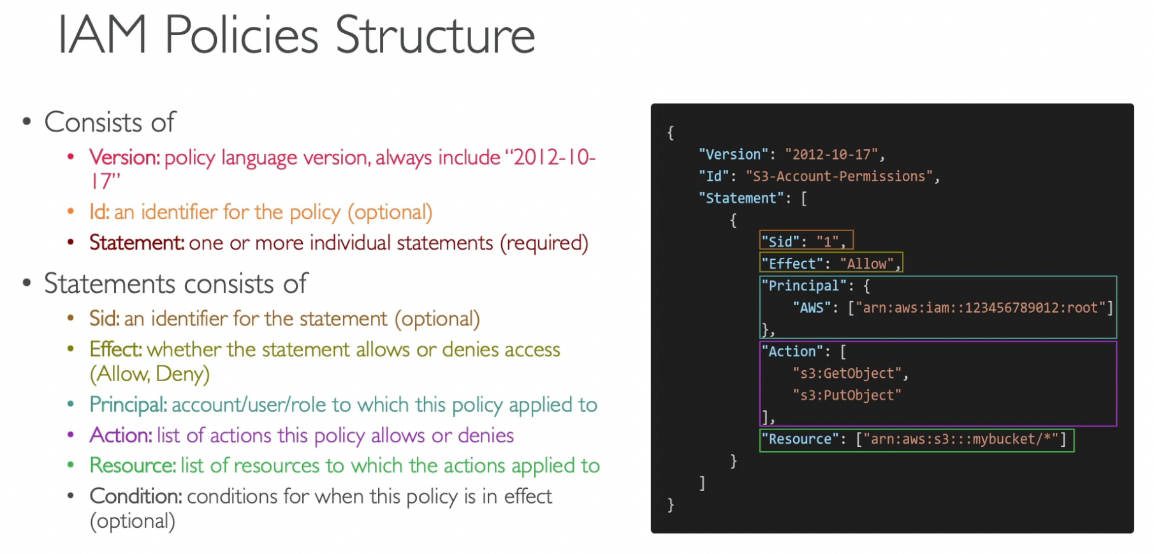 IAM Policies Structure
• Consists of
• Version: policy language version, always include “2012-10-
17”
• Id: an identifier for the policy (optional)
• Statement: one or more individual statements (required)
• Statements consists of
• Sid: an identifier for the statement (optional)
• Effect: whether the statement allows or denies access
(Allow, Deny)
• Principal: account/user/role to which this policy applied to
• Action: list of actions this policy allows or denies
• Resource: list of resources to which the actions applied to
• Condition: conditions for when this policy is in effect
(optional)
{
"Version": "2012-10-17",
"Id": "S3-Account-Permissions",
"Statement": [
{
"Sid": "1",
"Effect": "Allow",
"Principal": {
"AWS": ["arn:aws:iam::123456789012:root"]
},
"Action": [
"s3:GetObject",
"s3:PutObject"
],
"Resource": ["arn:aws:s3:::mybucket/*"]
}
]
}